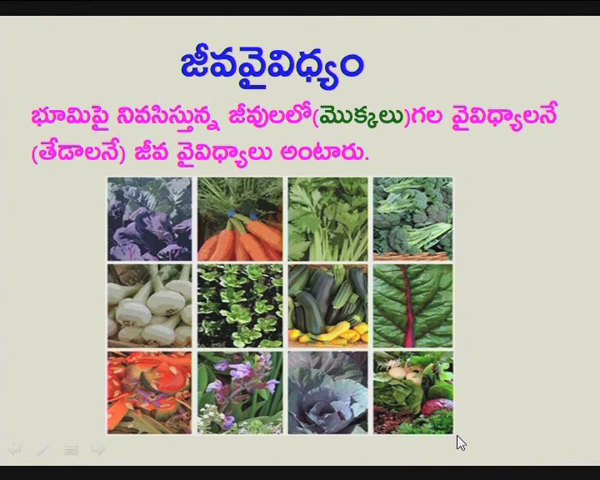 జీవవైవిధ్యం
భూమిపై నివసిస్తున్న జీవులలో(మొక్కలు)గల వైవిధ్యాలనే
(తేడాలనే) జీవ వైవిధ్యాలు అంటారు.